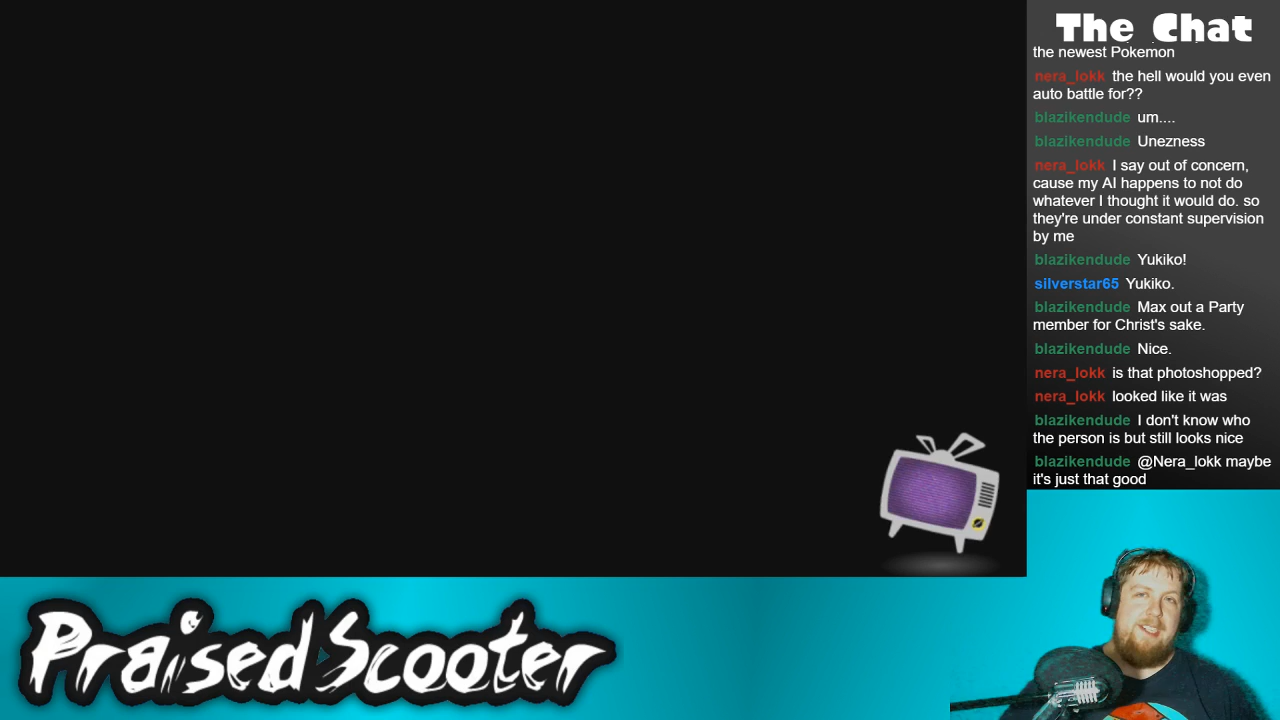 The Chat
the newest Pokemon
nera_lokk the hell would you even
auto battle for??
blazikendude um....
blazikendude Unezness
nera_lokk I say out of concern,
cause my AI happens to not do
whatever I thought it would do. so
they're under constant supervision
by me
blazikendude Yukiko!
silverstar65 Yukiko.
blazikendude Max out a Party
member for Christ's sake.
blazikendude Nice.
nera_lokk is that photoshopped?
nera_lokk looked like it was
blazikendude I don't know who
the person is but still looks nice
blazikendude @Nera_lokk maybe
it's just that good
PraisedScooter